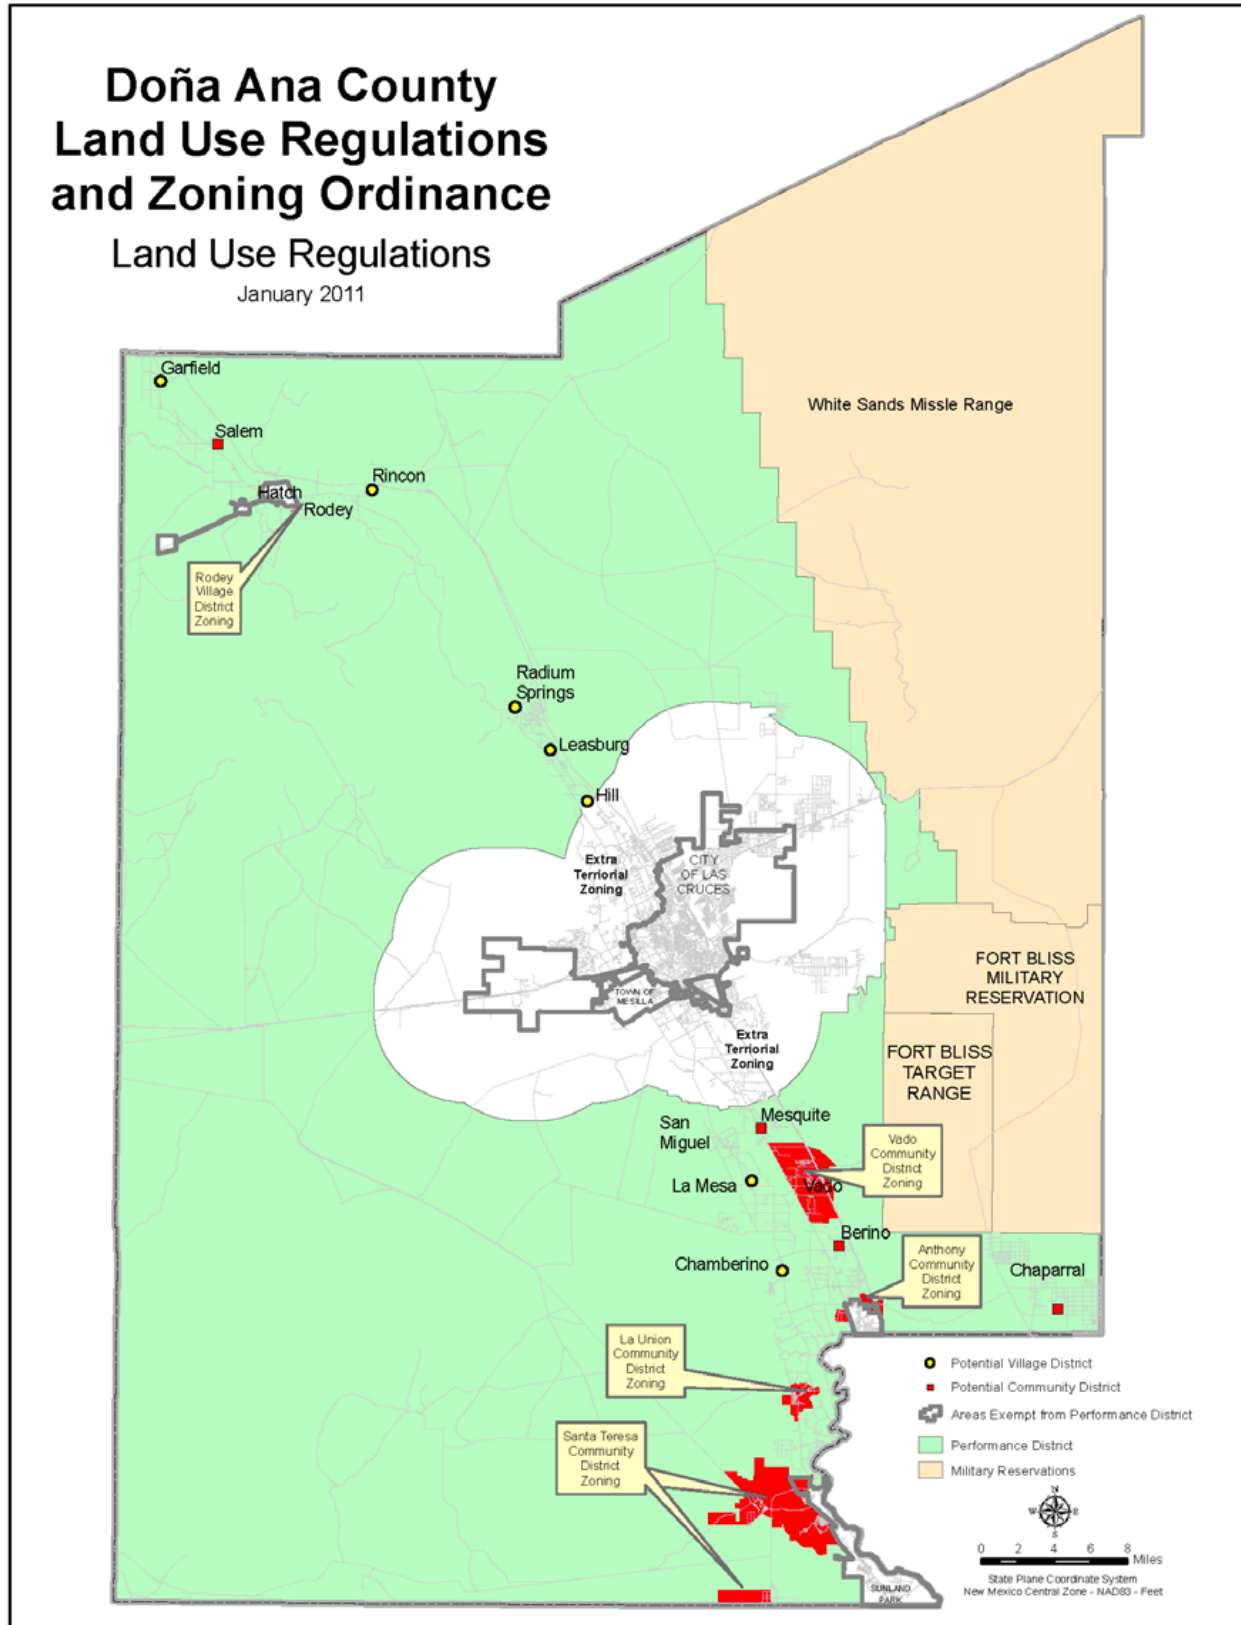 Doña Ana County
Land Use Regulations
and Zoning Ordinance
Land Use Regulations
January 2011
Garfield
Salem
Hatch
Rincon
Rodey
Rodey
Village
District
Zoning
White Sands Missle Range
Radium
Springs
Leasburg
Hill
Extra
Terriorial
Zoning
CITY
OF LAS
CRUCES
TOWN OF
MESILLA
Extra
Terriorial
Zoning
FORT BLISS
MILITARY
RESERVATION
FORT BLISS
TARGET
RANGE
San
Miguel
Mesquite
La Mesa
Vado
Vado
Community
District
Zoning
Berino
Chamberino
Anthony
Community
District
Zoning
Chaparral
La Union
Community
District
Zoning
Santa Teresa
Community
District
Zoning
SUNLAND
PARK
Potential Village District
Potential Community District
Areas Exempt from Performance District
Performance District
Military Reservations
N
W
E
S
0 2 4 6 8
Miles
State Plane Coordinate System
New Mexico Central Zone - NAD83 - Feet